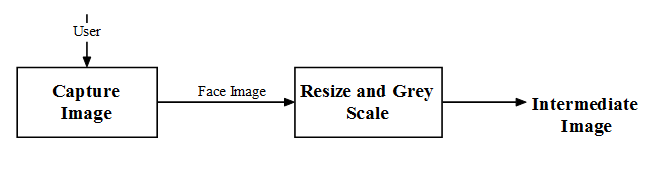 User
Capture
Image
Face Image
Resize and Grey
Scale
Intermediate
Image